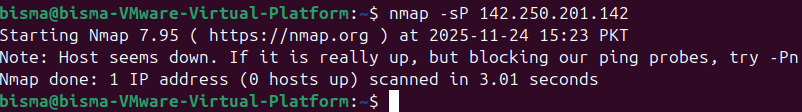 bisma@bisma-VMware-Virtual-Platform:~$ nmap -sP 142.250.201.142
Starting Nmap 7.95 ( https://nmap.org ) at 2025-11-24 15:23 PKT
Note: Host seems down. If it is really up, but blocking our ping probes, try -Pn
Nmap done: 1 IP address (0 hosts up) scanned in 3.01 seconds
bisma@bisma-VMware-Virtual-Platform:~$